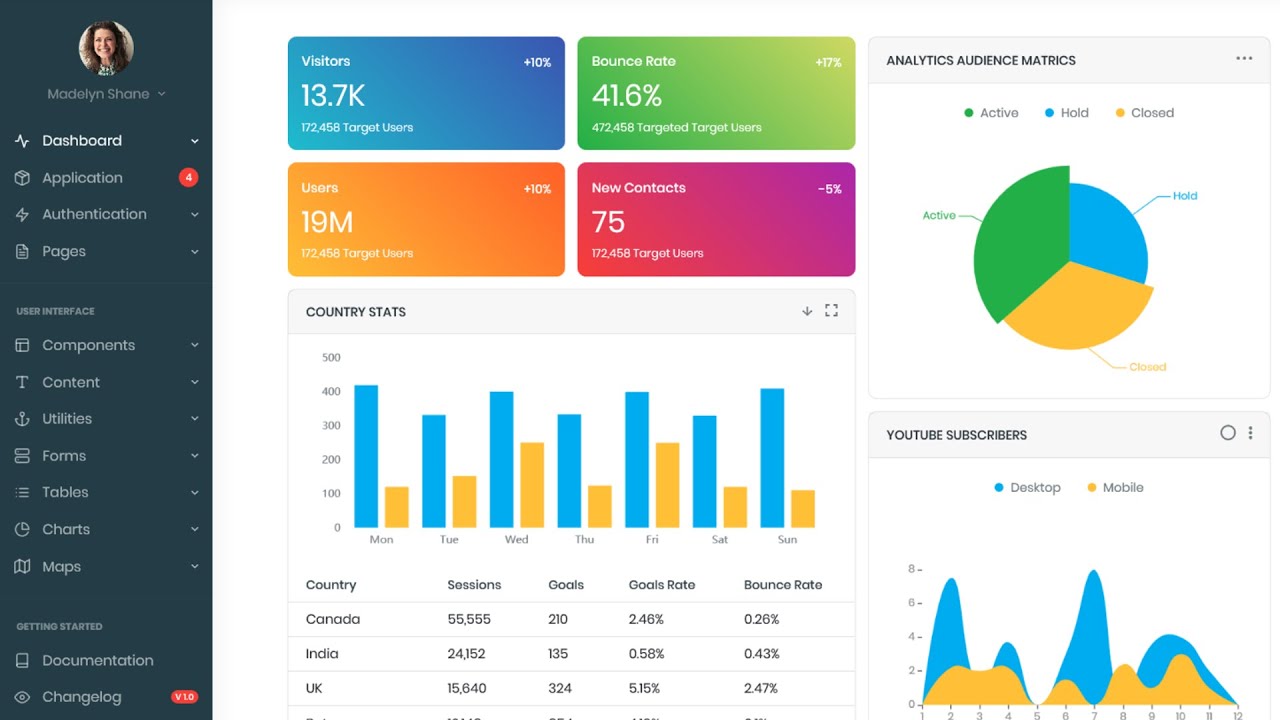 Madelyn Shane
Dashboard
Application 4
Authentication
Pages
USER INTERFACE
Components
Content
Utilities
Forms
Tables
Charts
Maps
GETTING STARTED
Documentation
Changelog V 1.0
Visitors +10%
13.7K
172,458 Target Users
Bounce Rate +17%
41.6%
472,458 Targeted Target Users
Users +10%
19M
172,458 Target Users
New Contacts -5%
75
172,458 Target Users
COUNTRY STATS
500
400
300
200
100
0
Mon Tue Wed Thu Fri Sat Sun
Country Sessions Goals Goals Rate Bounce Rate
Canada 55,555 210 2.46% 0.26%
India 24,152 135 0.58% 0.43%
UK 15,640 324 5.15% 2.47%
ANALYTICS AUDIENCE MATRICS
Active Hold Closed
Hold
Active
Closed
YOUTUBE SUBSCRIBERS
Desktop Mobile
8
6
4
2
0
1 2 3 4 5 6 7 8 9 10 11 12